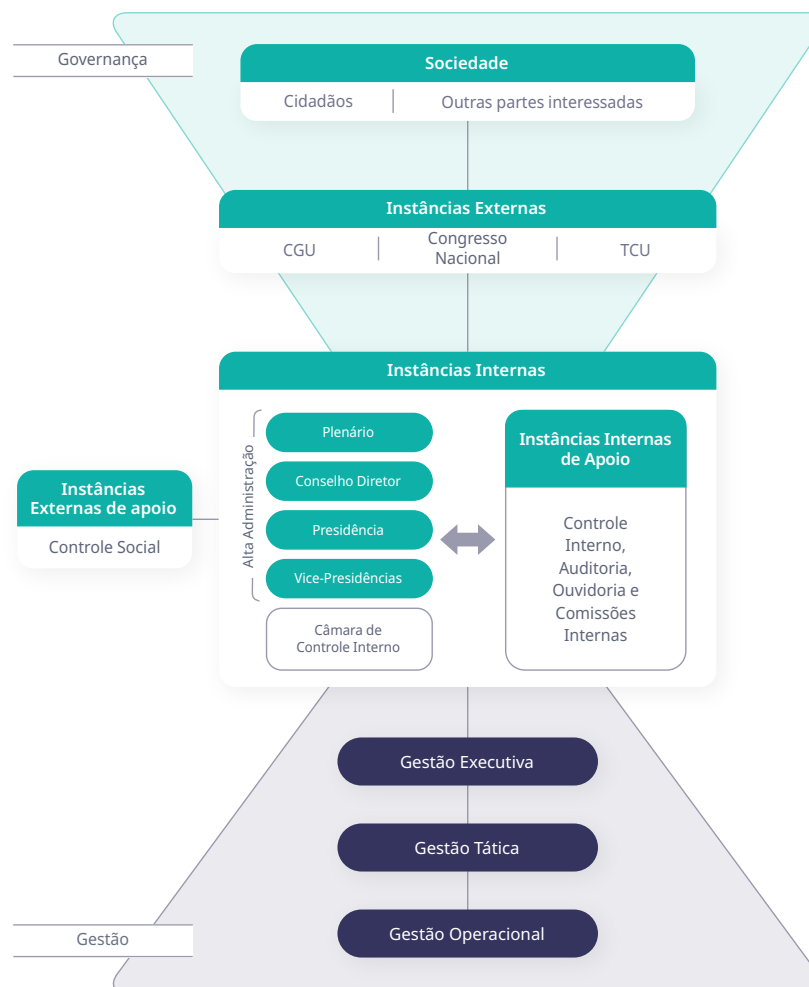 Governança
Sociedade
Cidadãos
Outras partes interessadas
Instâncias Externas
CGU
Congresso
Nacional
TCU
Instâncias Internas
Alta Administração
Plenário
Conselho Diretor
Presidência
Vice-Presidências
Câmara de
Controle Interno
Instâncias Internas
de Apoio
Controle
Interno,
Auditoria,
Ouvidoria e
Comissões
Internas
Instâncias
Externas de apoio
Controle Social
Gestão Executiva
Gestão Tática
Gestão Operacional
Gestão